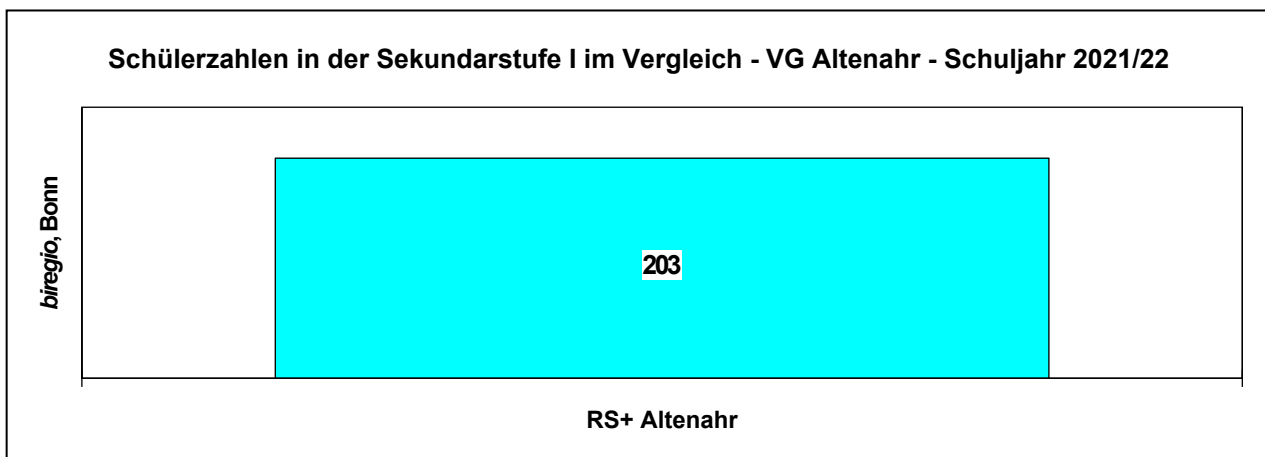 Schülerzahlen in der Sekundarstufe I im Vergleich - VG Altenahr - Schuljahr 2021/22
biregio, Bonn
203
RS+ Altenahr